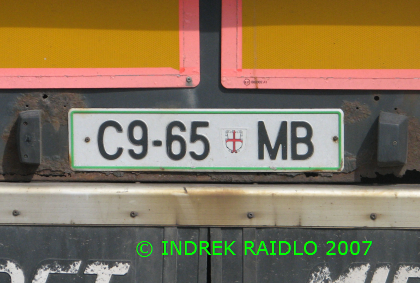 C9-65 MB
© INDREK RAIDLO 2007